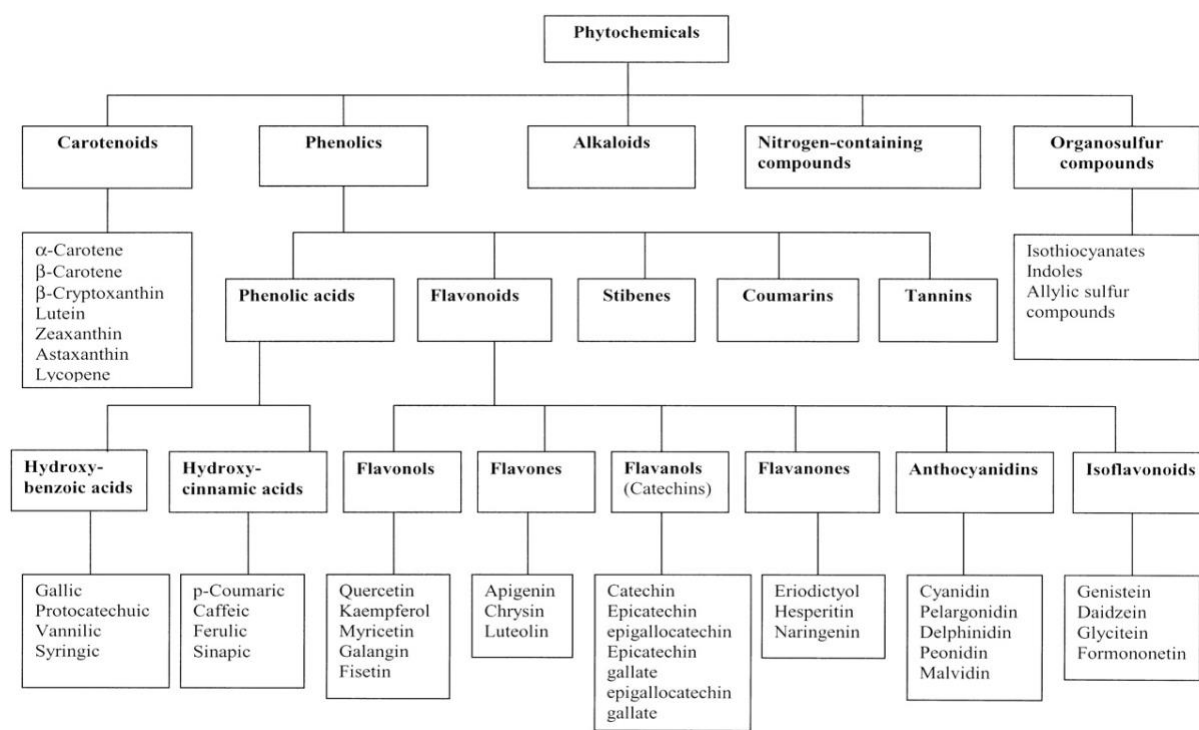 Phytochemicals
Carotenoids
Phenolics
Alkaloids
Nitrogen-containing
compounds
Organosulfur
compounds
α-Carotene
β-Carotene
β-Cryptoxanthin
Lutein
Zeaxanthin
Astaxanthin
Lycopene
Isothiocyanates
Indoles
Allylic sulfur
compounds
Phenolic acids
Flavonoids
Stibenes
Coumarins
Tannins
Hydroxy-
benzoic acids
Hydroxy-
cinnamic acids
Flavonols
Flavones
Flavanols
(Catechins)
Flavanones
Anthocyanidins
Isoflavonoids
Gallic
Protocatechuic
Vannilic
Syringic
p-Coumaric
Caffeic
Ferulic
Sinapic
Quercetin
Kaempferol
Myricetin
Galangin
Fisetin
Apigenin
Chrysin
Luteolin
Catechin
Epicatechin
epigallocatechin
Epicatechin
gallate
epigallocatechin
gallate
Eriodictyol
Hesperitin
Naringenin
Cyanidin
Pelargonidin
Delphinidin
Peonidin
Malvidin
Genistein
Daidzein
Glycitein
Formononetin